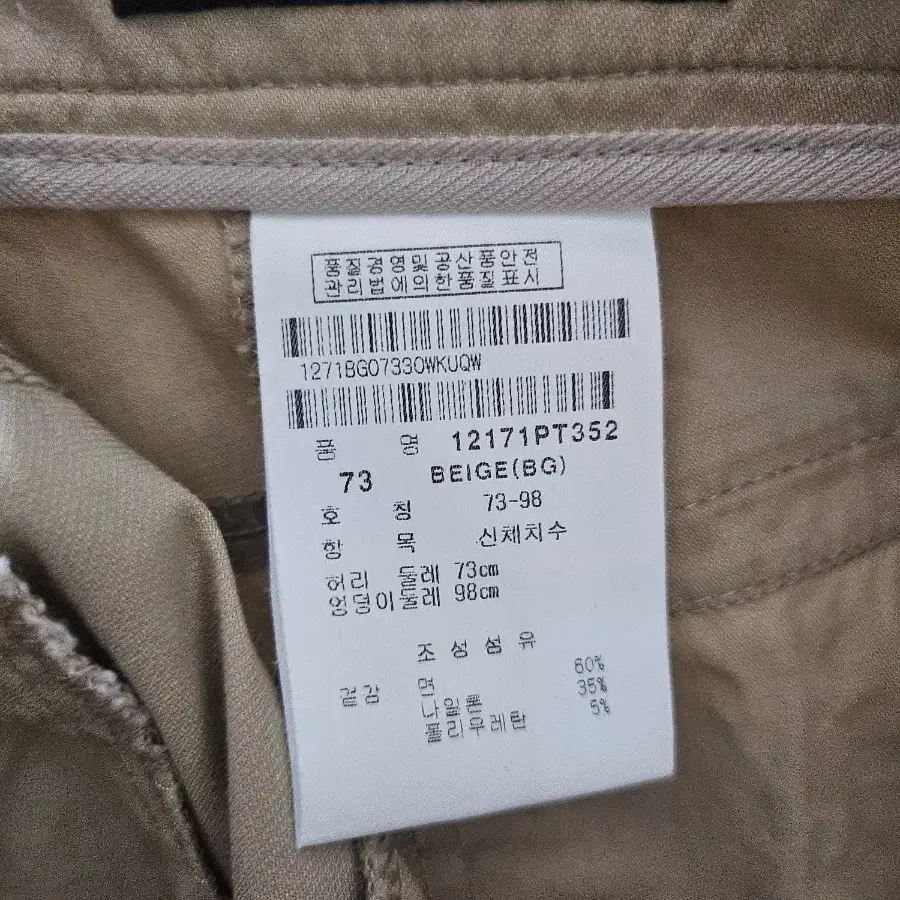 품질경영및공산품안전
관리법에의한품질표시
1271BG07330WKUQW
품 명 12171PT352
73 BEIGE(BG)
호 칭 73-98
항 목 신체치수
허리 둘레 73cm
엉덩이둘레 98cm
조성섬유
겉감 면 60%
나일론 35%
폴리우레탄 5%